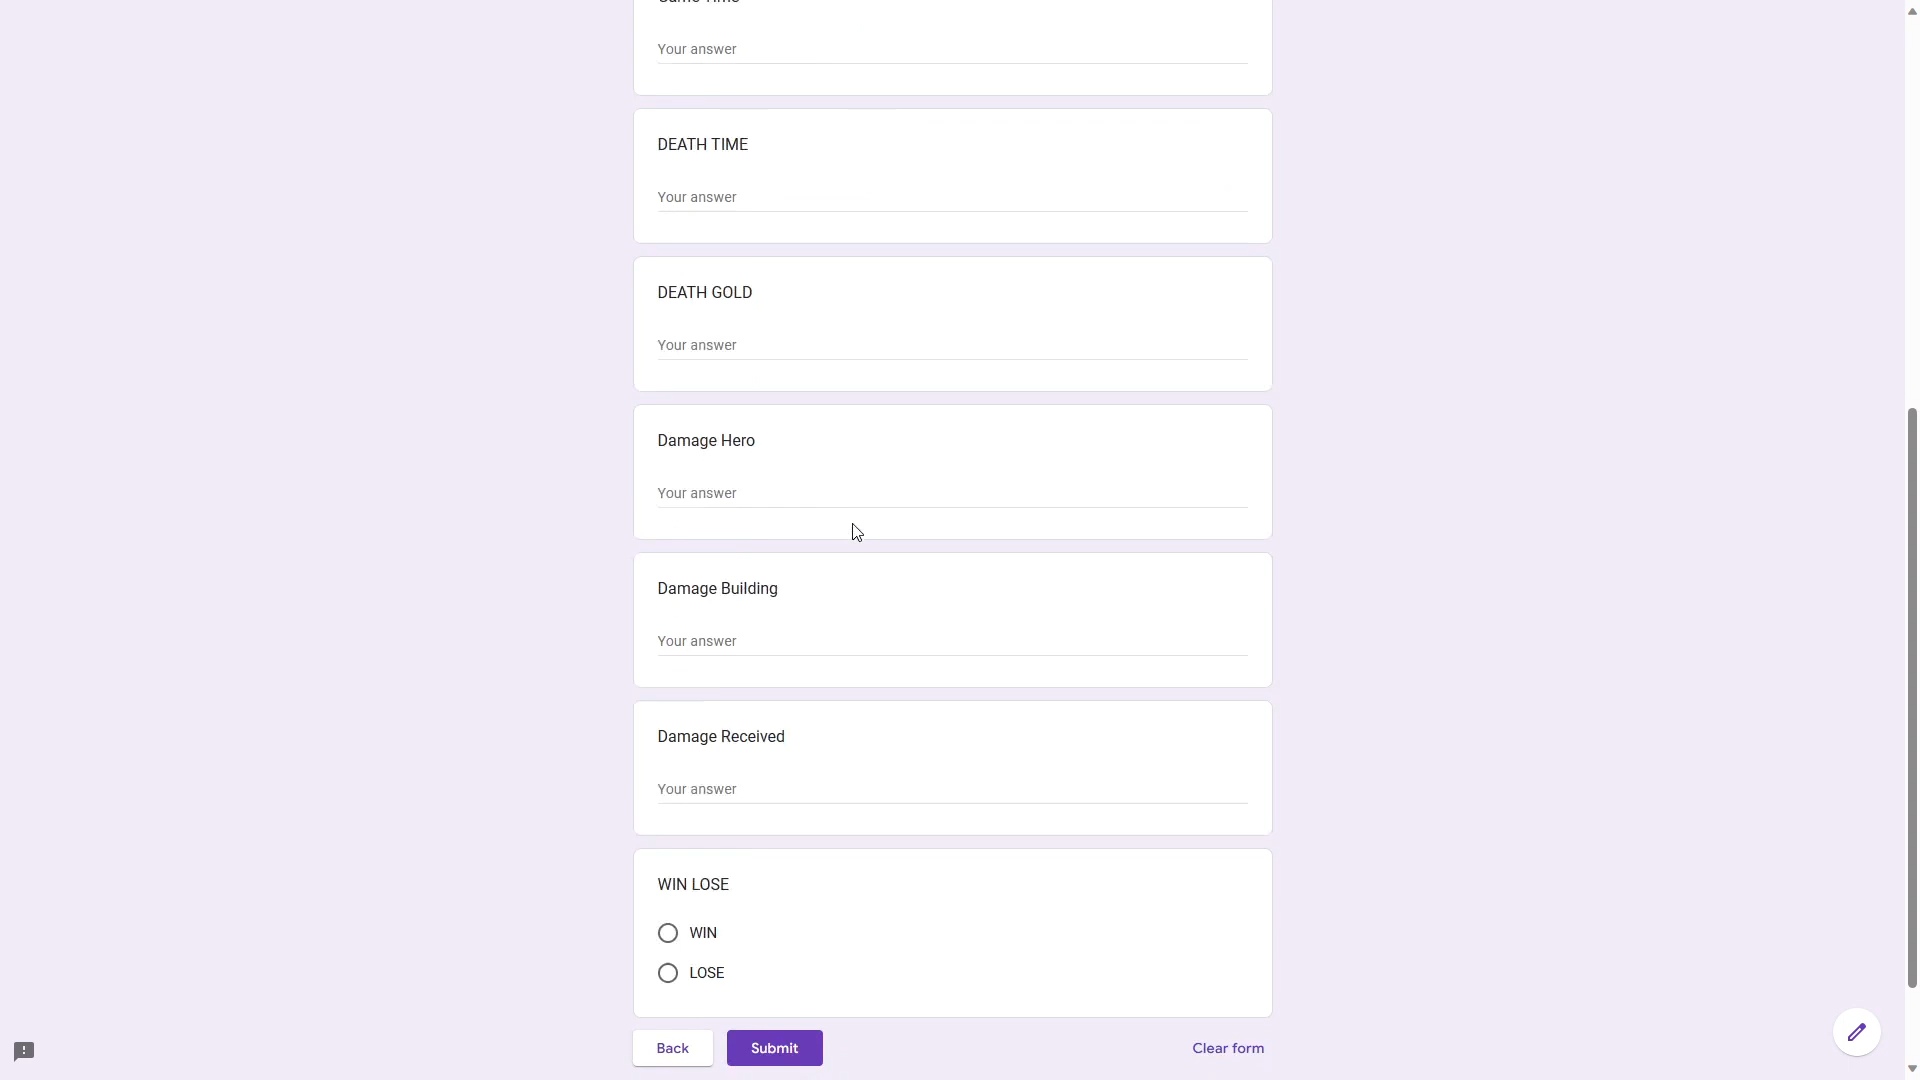 Your answer
DEATH TIME
Your answer
DEATH GOLD
Your answer
Damage Hero
Your answer
Damage Building
Your answer
Damage Received
Your answer
WIN LOSE
WIN
LOSE
Back
Submit
Clear form